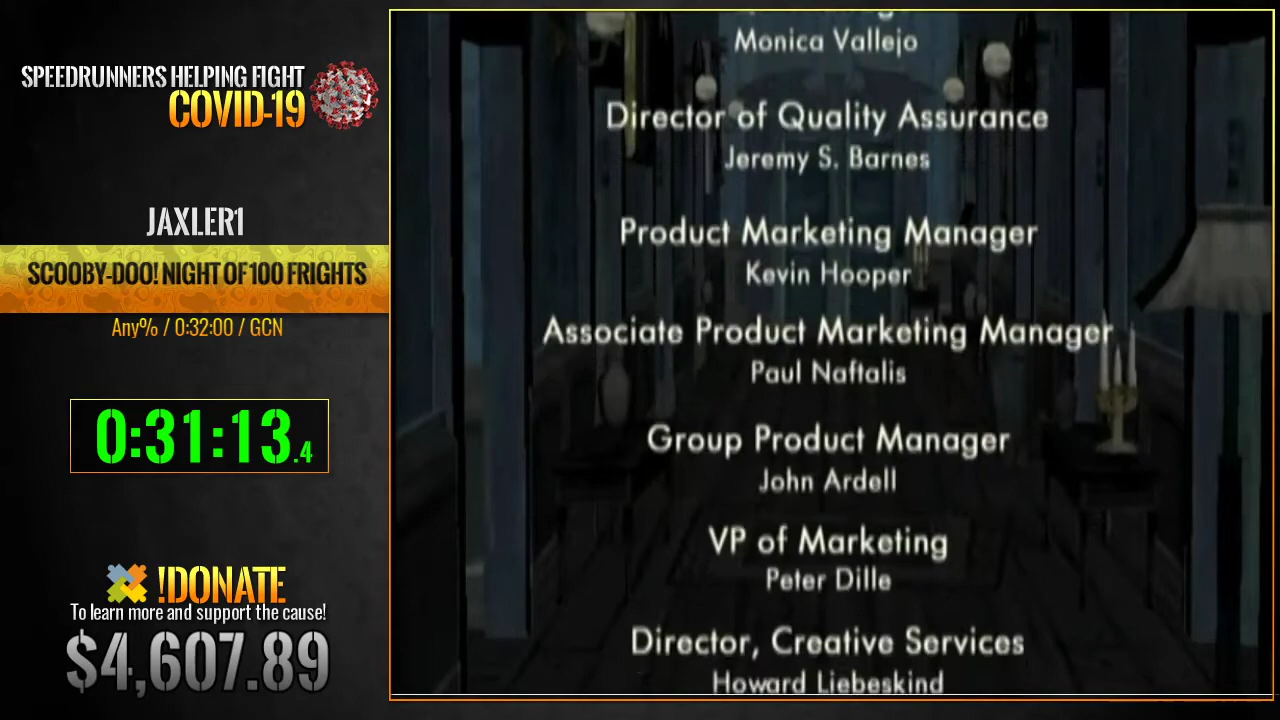 SPEEDRUNNERS HELPING FIGHT
COVID-19
JAXLER1
SCOOBY-DOO! NIGHT OF 100 FRIGHTS
Any% / 0:32:00 / GCN
0:31:13.4
!DONATE
To learn more and support the cause!
$4,607.89
Monica Vallejo
Director of Quality Assurance
Jeremy S. Barnes
Product Marketing Manager
Kevin Hooper
Associate Product Marketing Manager
Paul Naftalis
Group Product Manager
John Ardell
VP of Marketing
Peter Dille
Director, Creative Services
Howard Liebeskind